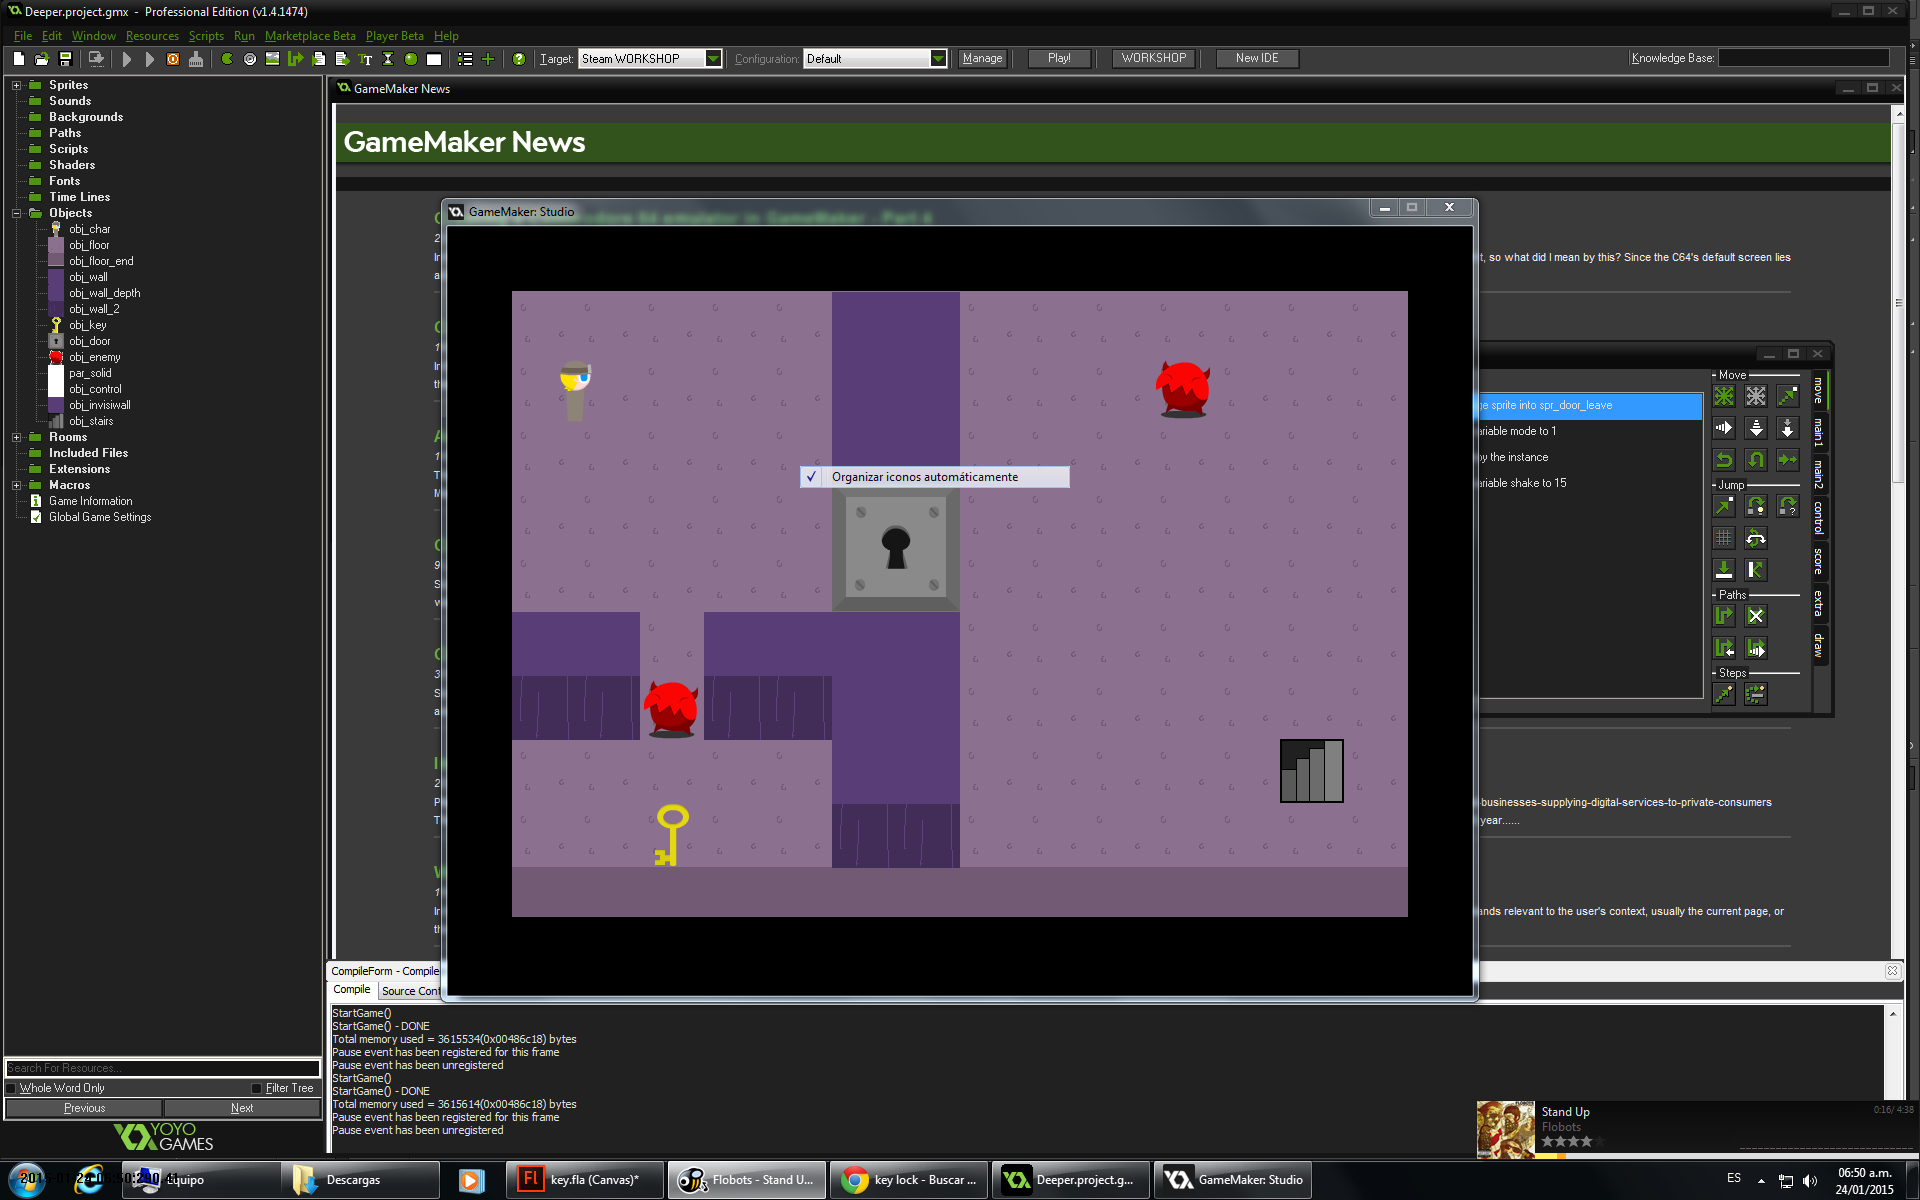 Deeper.project.gmx - Professional Edition (v1.4.1474)
File Edit Window Resources Scripts Run Marketplace Beta Player Beta Help
Target: Steam WORKSHOP Configuration: Default Manage Play! WORKSHOP New IDE Knowledge Base:
Sprites
Sounds
Backgrounds
Paths
Scripts
Shaders
Fonts
Time Lines
Objects
obj_char
obj_floor
obj_floor_end
obj_wall
obj_wall_depth
obj_wall_2
obj_key
obj_door
obj_enemy
par_solid
obj_control
obj_invisiwall
obj_stairs
Rooms
Included Files
Extensions
Macros
Game Information
Global Game Settings
Search For Resources...
Whole Word Only Filter Tree
Previous Next
YOYO GAMES
GameMaker News
GameMaker News
GameMaker: Studio
Organizar iconos automáticamente
t, so what did I mean by this? Since the C64's default screen lies
ge sprite into spr_door_leave
ariable mode to 1
oy the instance
ariable shake to 15
Move
Jump
Paths
Steps
move
main1
main2
control
score
extra
draw
-businesses-supplying-digital-services-to-private-consumers
year......
ands relevant to the user's context, usually the current page, or
CompileForm - Compile
Compile Source Cont
StartGame()
StartGame() - DONE
Total memory used = 3615534(0x00486c18) bytes
Pause event has been registered for this frame
Pause event has been unregistered
StartGame()
StartGame() - DONE
Total memory used = 3615614(0x00486c18) bytes
Pause event has been registered for this frame
Pause event has been unregistered
Stand Up
Flobots
0:16/ 4:38
Equipo
Descargas
key.fla (Canvas)*
Flobots - Stand U...
key lock - Buscar ...
Deeper.project.g...
GameMaker: Studio
ES
06:50 a.m.
24/01/2015